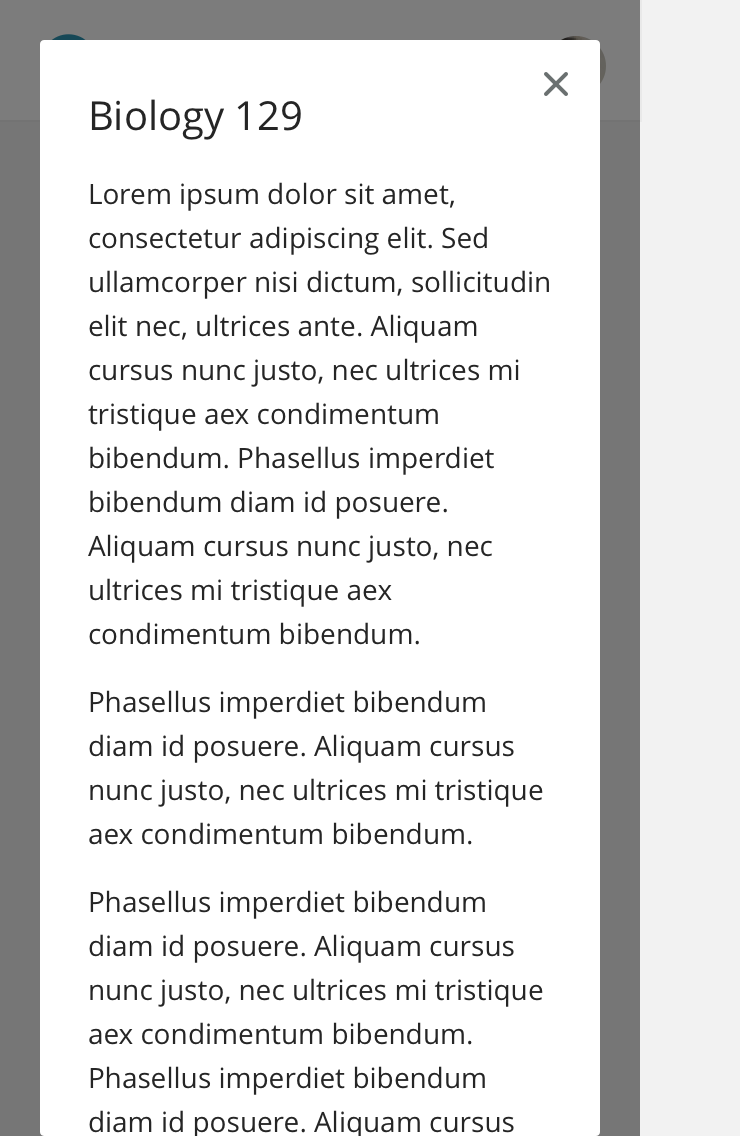 Biology 129
Lorem ipsum dolor sit amet,
consectetur adipiscing elit. Sed
ullamcorper nisi dictum, sollicitudin
elit nec, ultrices ante. Aliquam
cursus nunc justo, nec ultrices mi
tristique aex condimentum
bibendum. Phasellus imperdiet
bibendum diam id posuere.
Aliquam cursus nunc justo, nec
ultrices mi tristique aex
condimentum bibendum.
Phasellus imperdiet bibendum
diam id posuere. Aliquam cursus
nunc justo, nec ultrices mi tristique
aex condimentum bibendum.
Phasellus imperdiet bibendum
diam id posuere. Aliquam cursus
nunc justo, nec ultrices mi tristique
aex condimentum bibendum.
Phasellus imperdiet bibendum
diam id posuere. Aliquam cursus